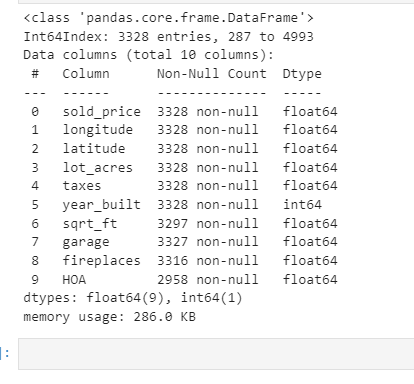 <class 'pandas.core.frame.DataFrame'>
Int64Index: 3328 entries, 287 to 4993
Data columns (total 10 columns):
 #   Column      Non-Null Count  Dtype
---  ------      --------------  -----
 0   sold_price  3328 non-null   float64
 1   longitude   3328 non-null   float64
 2   latitude    3328 non-null   float64
 3   lot_acres   3328 non-null   float64
 4   taxes       3328 non-null   float64
 5   year_built  3328 non-null   int64
 6   sqrt_ft     3297 non-null   float64
 7   garage      3327 non-null   float64
 8   fireplaces  3316 non-null   float64
 9   HOA         2958 non-null   float64
dtypes: float64(9), int64(1)
memory usage: 286.0 KB
]: